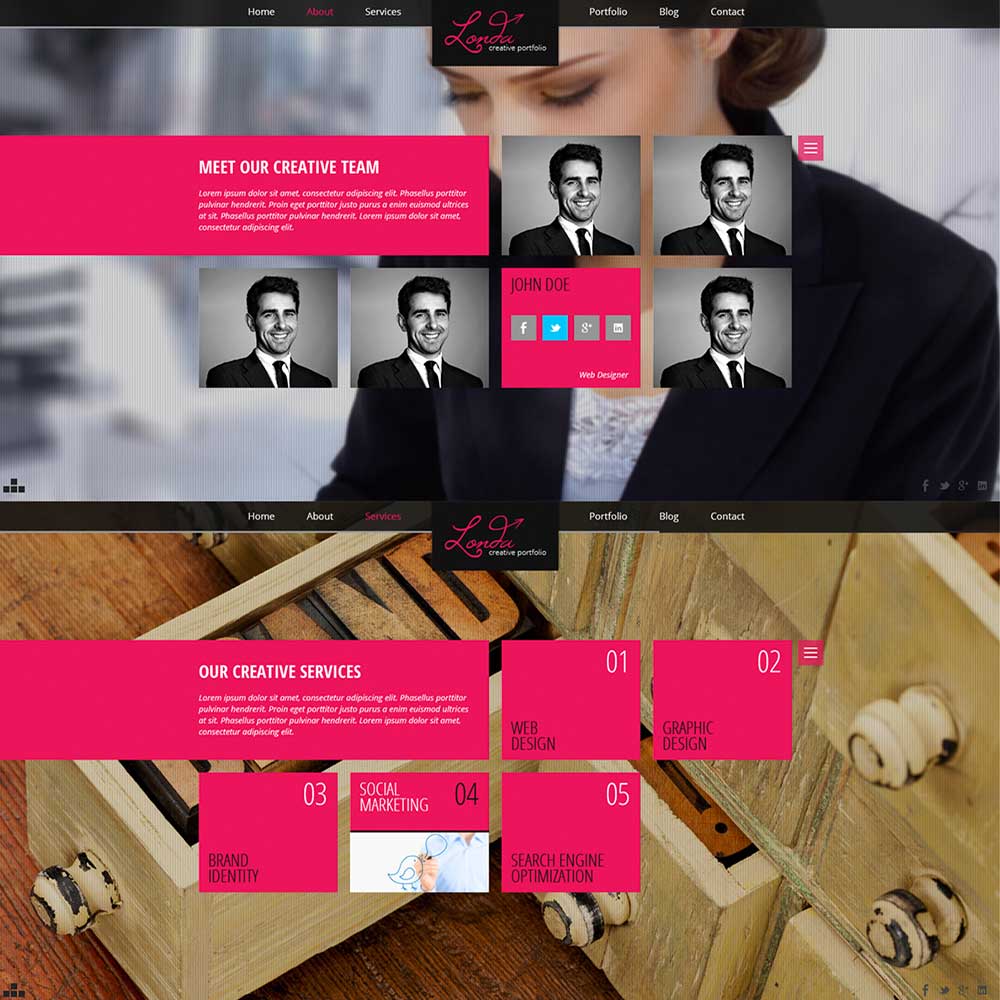 Home About Services
Londa
creative portfolio
Portfolio Blog Contact
MEET OUR CREATIVE TEAM
Lorem ipsum dolor sit amet, consectetur adipiscing elit. Phasellus porttitor
pulvinar hendrerit. Proin eget porttitor justo purus a enim euismod ultrices
at sit. Phasellus porttitor pulvinar hendrerit. Lorem ipsum dolor sit amet,
consectetur adipiscing elit.
JOHN DOE
Web Designer
Home About Services
Londa
creative portfolio
Portfolio Blog Contact
OUR CREATIVE SERVICES
Lorem ipsum dolor sit amet, consectetur adipiscing elit. Phasellus porttitor
pulvinar hendrerit. Proin eget porttitor justo purus a enim euismod ultrices
at sit. Phasellus porttitor pulvinar hendrerit. Lorem ipsum dolor sit amet,
consectetur adipiscing elit.
01
WEB
DESIGN
02
GRAPHIC
DESIGN
03
BRAND
IDENTITY
SOCIAL
MARKETING
04
05
SEARCH ENGINE
OPTIMIZATION